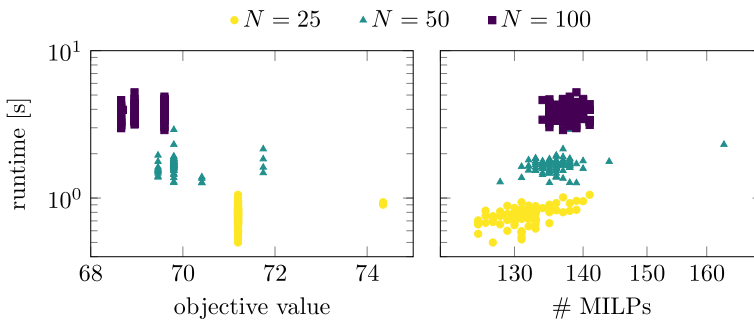 N = 25 N = 50 N = 100
10^1
10^0
runtime [s]
68 70 72 74
130 140 150 160
objective value
# MILPs